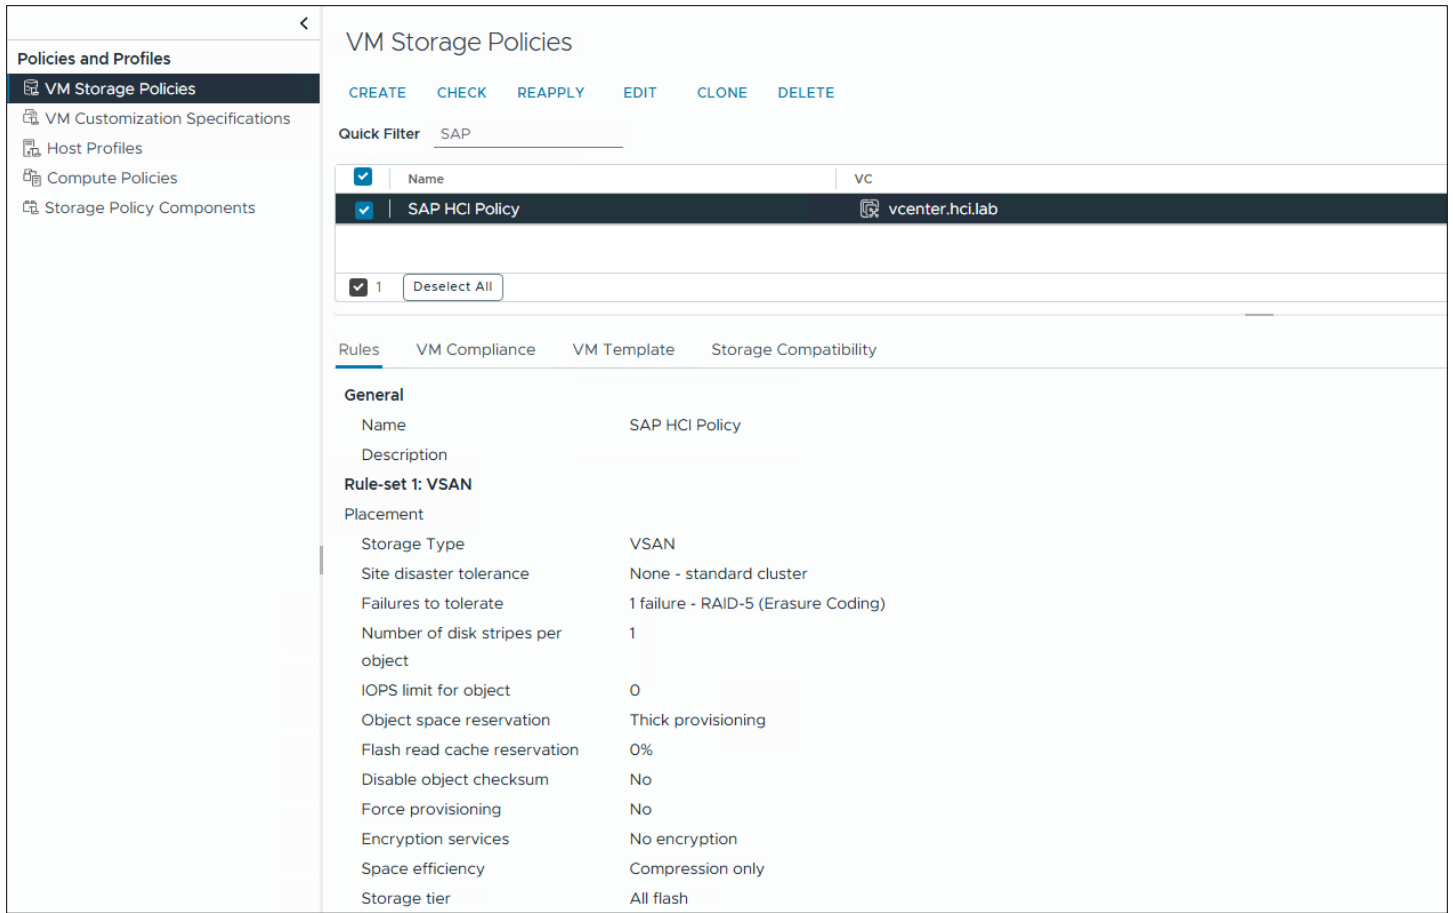 Policies and Profiles
VM Storage Policies
VM Customization Specifications
Host Profiles
Compute Policies
Storage Policy Components
VM Storage Policies
CREATE CHECK REAPPLY EDIT CLONE DELETE
Quick Filter SAP
Name VC
SAP HCI Policy vcenter.hci.lab
1 Deselect All
Rules VM Compliance VM Template Storage Compatibility
General
Name SAP HCI Policy
Description
Rule-set 1: VSAN
Placement
Storage Type VSAN
Site disaster tolerance None - standard cluster
Failures to tolerate 1 failure - RAID-5 (Erasure Coding)
Number of disk stripes per 1
object
IOPS limit for object 0
Object space reservation Thick provisioning
Flash read cache reservation 0%
Disable object checksum No
Force provisioning No
Encryption services No encryption
Space efficiency Compression only
Storage tier All flash